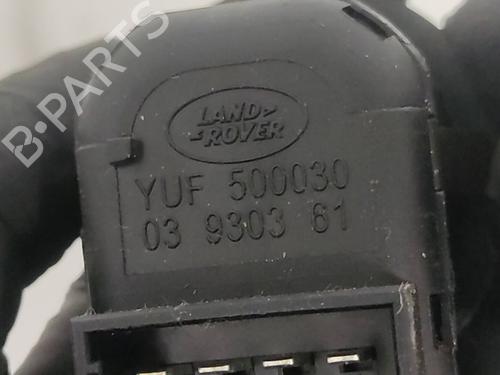 B-PARTS
LAND
ROVER
YUF 500030
03 9303 61